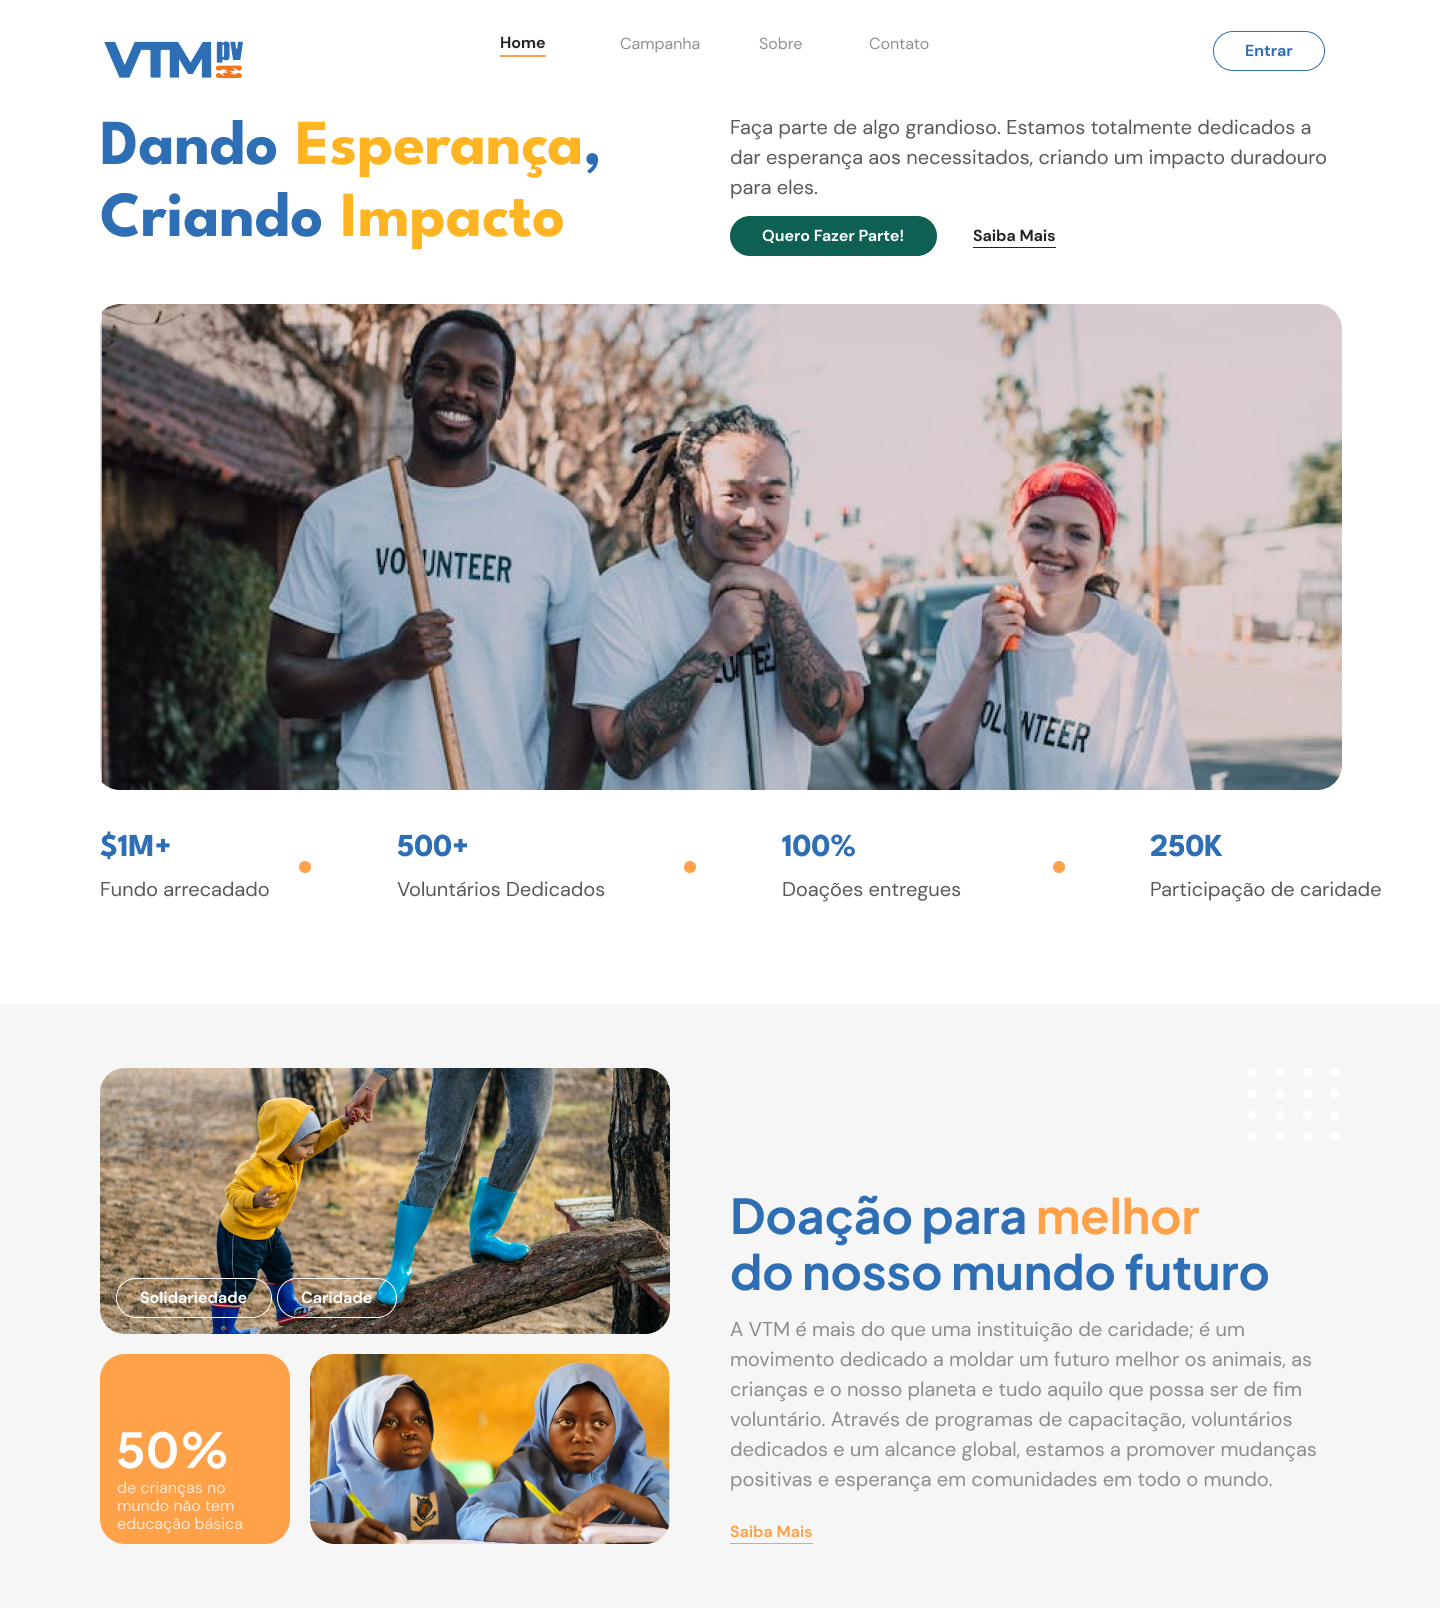 VTM pv
Home
Campanha
Sobre
Contato
Entrar
Dando Esperança,
Criando Impacto
Faça parte de algo grandioso. Estamos totalmente dedicados a
dar esperança aos necessitados, criando um impacto duradouro
para eles.
Quero Fazer Parte!
Saiba Mais
VOLUNTEER
$1M+
Fundo arrecadado
500+
Voluntários Dedicados
100%
Doações entregues
250K
Participação de caridade
Solidariedade
Caridade
50%
de crianças no
mundo não tem
educação básica
Doação para melhor
do nosso mundo futuro
A VTM é mais do que uma instituição de caridade; é um
movimento dedicado a moldar um futuro melhor os animais, as
crianças e o nosso planeta e tudo aquilo que possa ser de fim
voluntário. Através de programas de capacitação, voluntários
dedicados e um alcance global, estamos a promover mudanças
positivas e esperança em comunidades em todo o mundo.
Saiba Mais